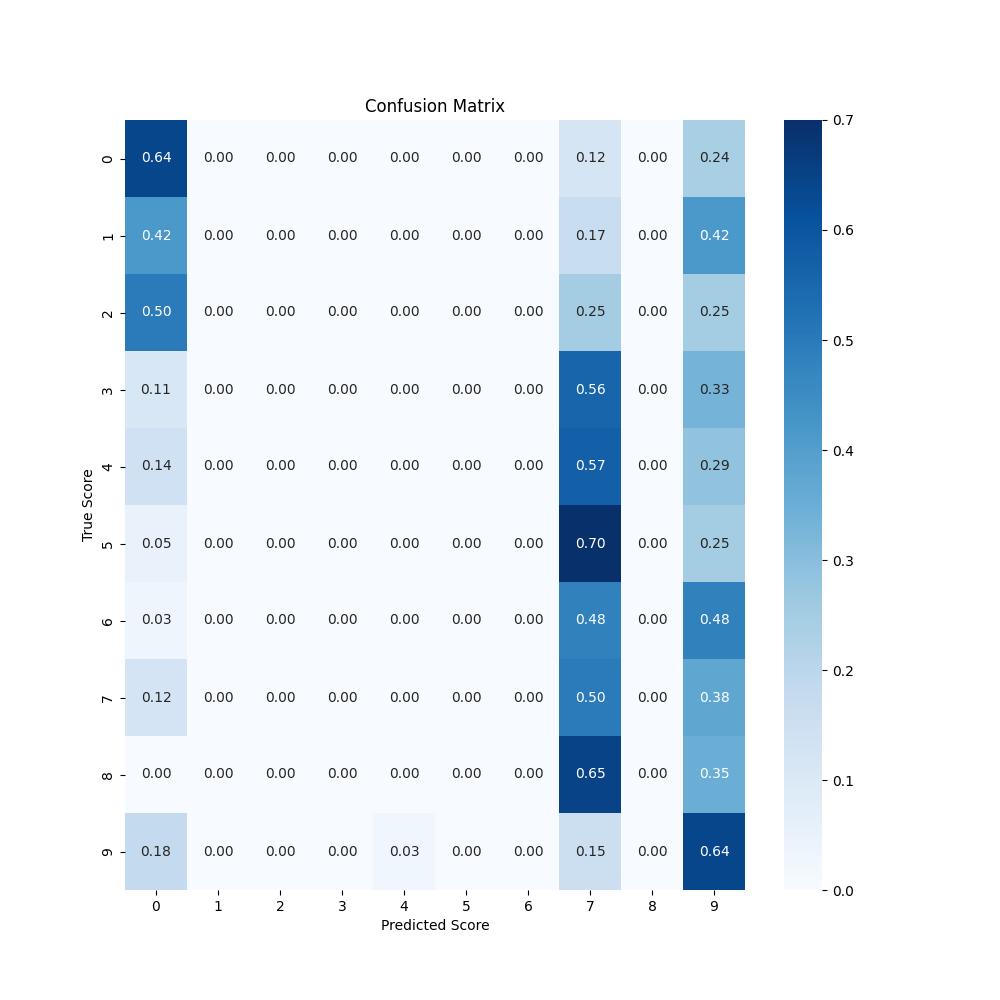 Confusion Matrix
0 0.64 0.00 0.00 0.00 0.00 0.00 0.00 0.12 0.00 0.24
1 0.42 0.00 0.00 0.00 0.00 0.00 0.00 0.17 0.00 0.42
2 0.50 0.00 0.00 0.00 0.00 0.00 0.00 0.25 0.00 0.25
3 0.11 0.00 0.00 0.00 0.00 0.00 0.00 0.56 0.00 0.33
4 0.14 0.00 0.00 0.00 0.00 0.00 0.00 0.57 0.00 0.29
5 0.05 0.00 0.00 0.00 0.00 0.00 0.00 0.70 0.00 0.25
6 0.03 0.00 0.00 0.00 0.00 0.00 0.00 0.48 0.00 0.48
7 0.12 0.00 0.00 0.00 0.00 0.00 0.00 0.50 0.00 0.38
8 0.00 0.00 0.00 0.00 0.00 0.00 0.00 0.65 0.00 0.35
9 0.18 0.00 0.00 0.00 0.03 0.00 0.00 0.15 0.00 0.64
0 1 2 3 4 5 6 7 8 9
Predicted Score
True Score
0.7
0.6
0.5
0.4
0.3
0.2
0.1
0.0